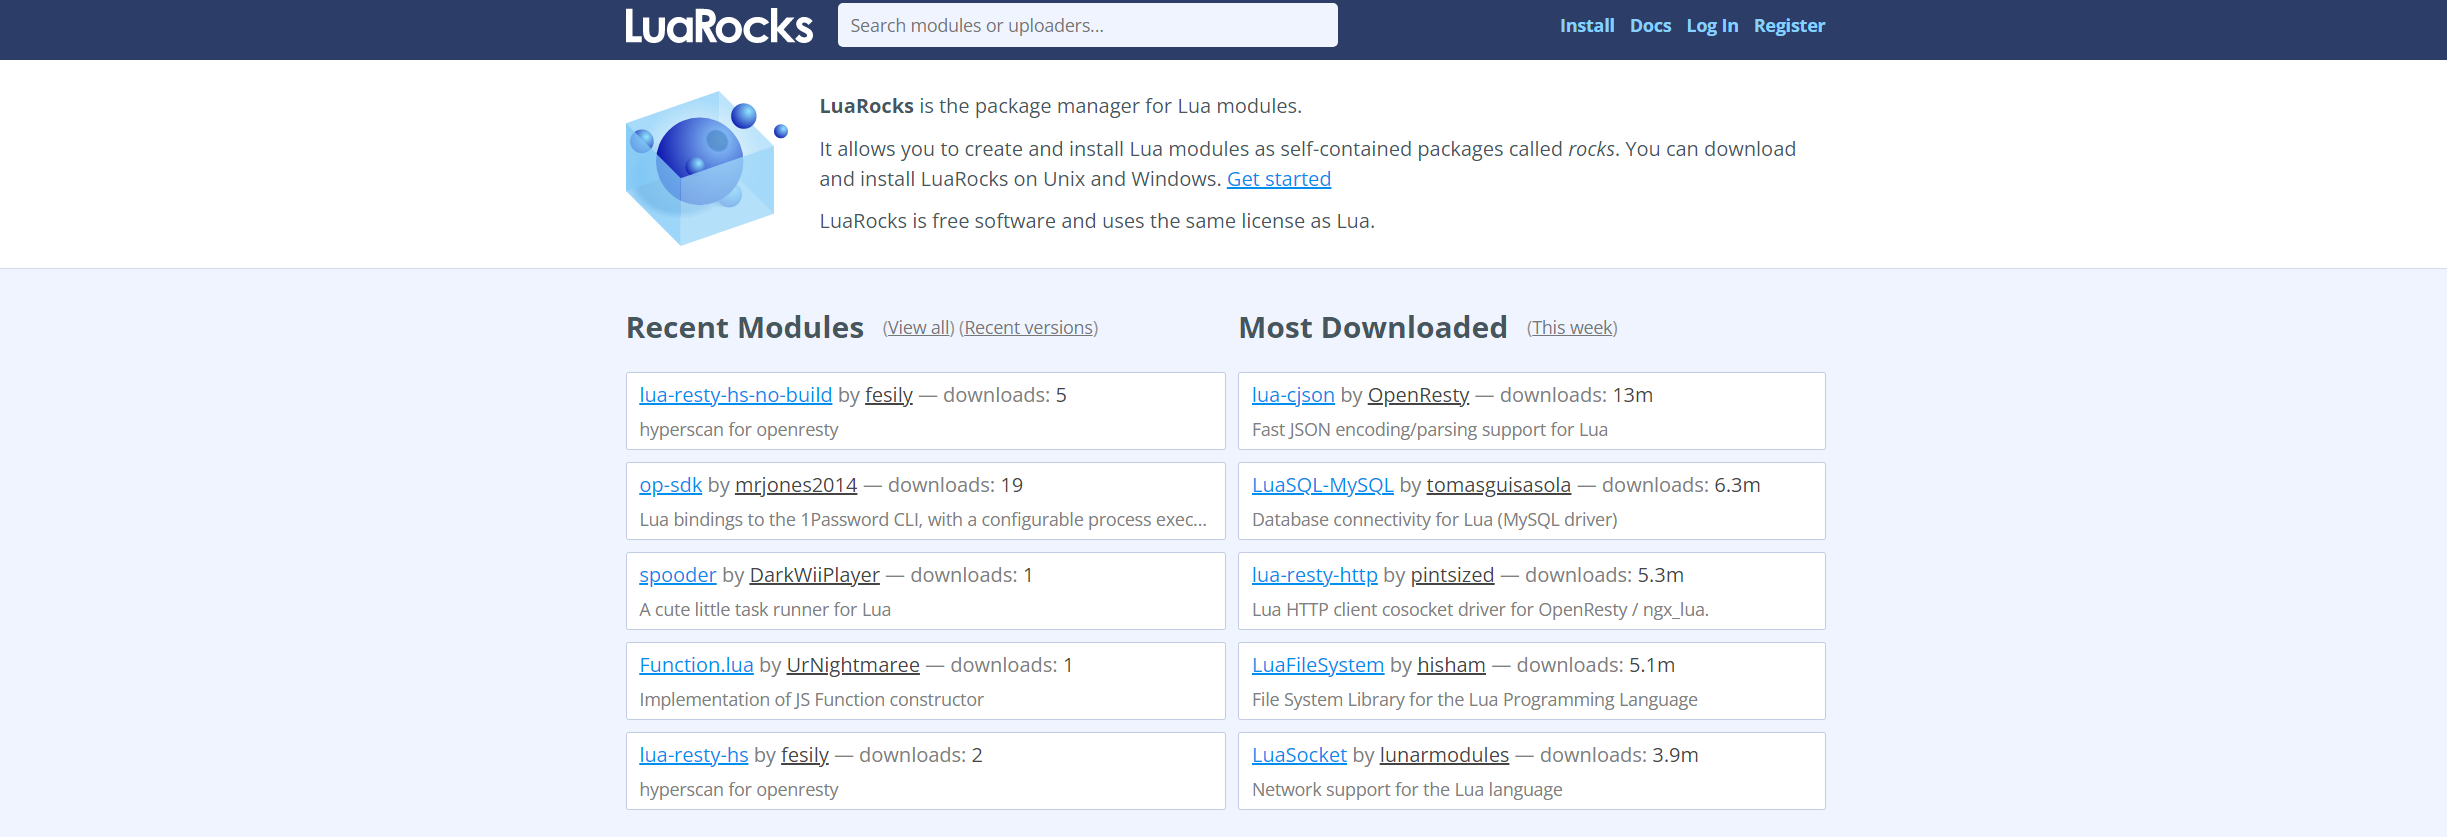 LuaRocks
Search modules or uploaders...
Install Docs Log In Register
LuaRocks is the package manager for Lua modules.
It allows you to create and install Lua modules as self-contained packages called rocks. You can download
and install LuaRocks on Unix and Windows. Get started
LuaRocks is free software and uses the same license as Lua.
Recent Modules (View all) (Recent versions)
lua-resty-hs-no-build by fesily — downloads: 5
hyperscan for openresty
op-sdk by mrjones2014 — downloads: 19
Lua bindings to the 1Password CLI, with a configurable process exec...
spooder by DarkWiiPlayer — downloads: 1
A cute little task runner for Lua
Function.lua by UrNightmaree — downloads: 1
Implementation of JS Function constructor
lua-resty-hs by fesily — downloads: 2
hyperscan for openresty
Most Downloaded (This week)
lua-cjson by OpenResty — downloads: 13m
Fast JSON encoding/parsing support for Lua
LuaSQL-MySQL by tomasguisasola — downloads: 6.3m
Database connectivity for Lua (MySQL driver)
lua-resty-http by pintsized — downloads: 5.3m
Lua HTTP client cosocket driver for OpenResty / ngx_lua.
LuaFileSystem by hisham — downloads: 5.1m
File System Library for the Lua Programming Language
LuaSocket by lunarmodules — downloads: 3.9m
Network support for the Lua language